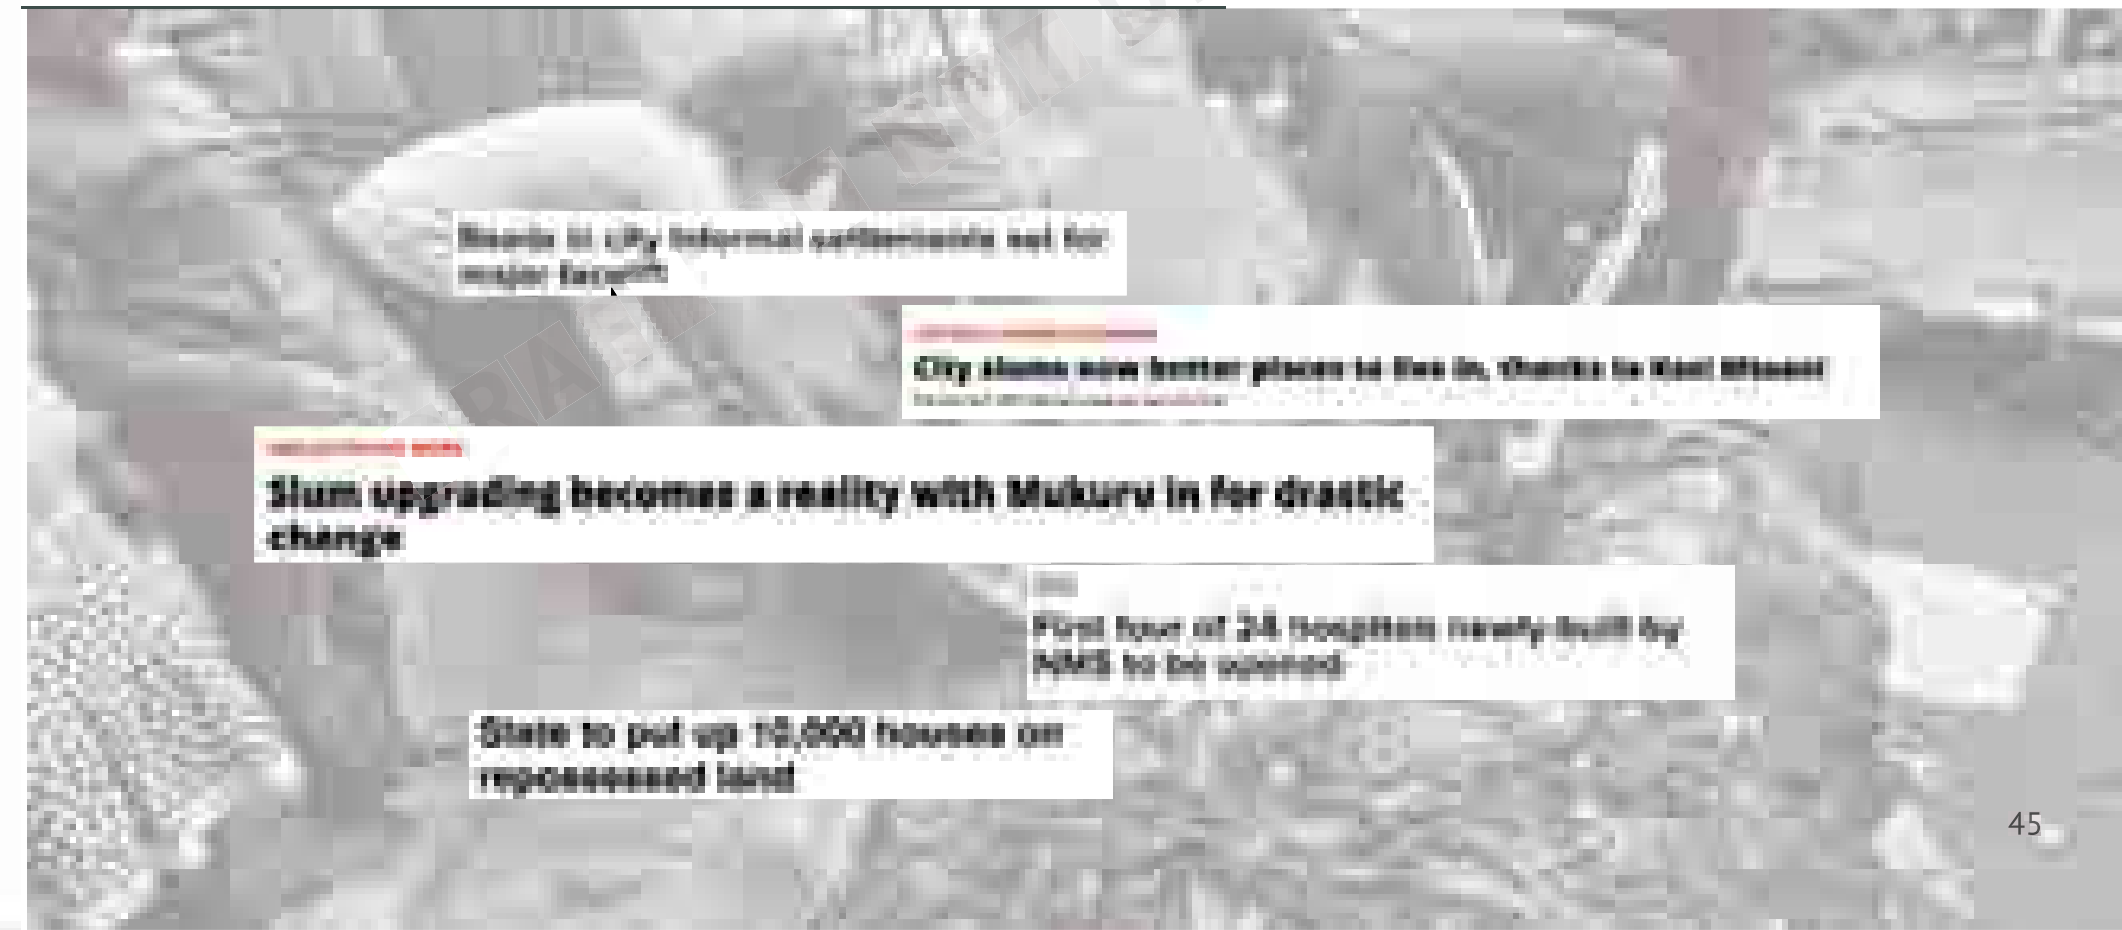 Roads in city informal settlements set for
major facelift
City slums now better places to live in, thanks to Kazi Mtaani
Slum upgrading becomes a reality with Mukuru in for drastic
change
First four of 24 hospitals newly-built by
NMS to be opened
State to put up 10,000 houses on
repossessed land
45